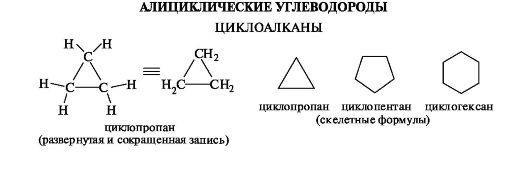 АЛИЦИКЛИЧЕСКИЕ УГЛЕВОДОРОДЫ
ЦИКЛОАЛКАНЫ
H H
C
H C C H
H H
≡
CH₂
H₂C CH₂
циклопропан
(развернутая и сокращенная запись)
циклопропан циклопентан циклогексан
(скелетные формулы)